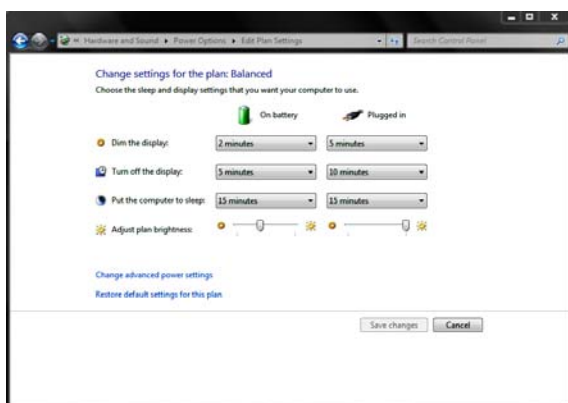 Hardware and Sound ▸ Power Options ▸ Edit Plan Settings
Search Control Panel
Change settings for the plan: Balanced
Choose the sleep and display settings that you want your computer to use.
On battery Plugged in
Dim the display: 2 minutes 5 minutes
Turn off the display: 5 minutes 10 minutes
Put the computer to sleep: 15 minutes 15 minutes
Adjust plan brightness:
Change advanced power settings
Restore default settings for this plan
Save changes Cancel